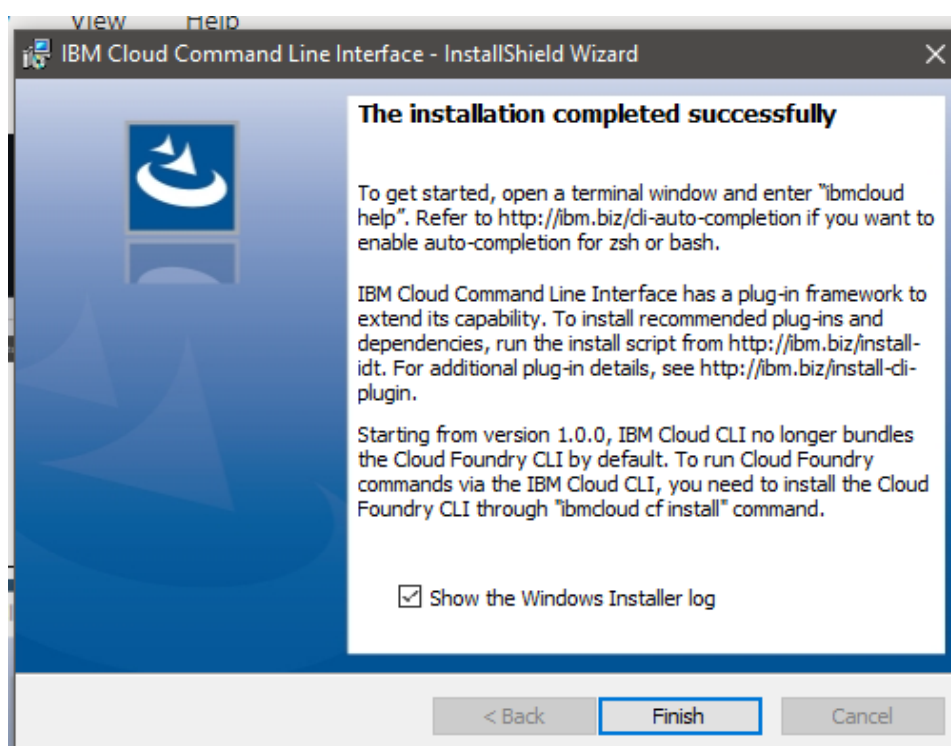 View Help
IBM Cloud Command Line Interface - InstallShield Wizard
The installation completed successfully
To get started, open a terminal window and enter "ibmcloud
help". Refer to http://ibm.biz/cli-auto-completion if you want to
enable auto-completion for zsh or bash.
IBM Cloud Command Line Interface has a plug-in framework to
extend its capability. To install recommended plug-ins and
dependencies, run the install script from http://ibm.biz/install-
idt. For additional plug-in details, see http://ibm.biz/install-cli-
plugin.
Starting from version 1.0.0, IBM Cloud CLI no longer bundles
the Cloud Foundry CLI by default. To run Cloud Foundry
commands via the IBM Cloud CLI, you need to install the Cloud
Foundry CLI through "ibmcloud cf install" command.
Show the Windows Installer log
< Back Finish Cancel